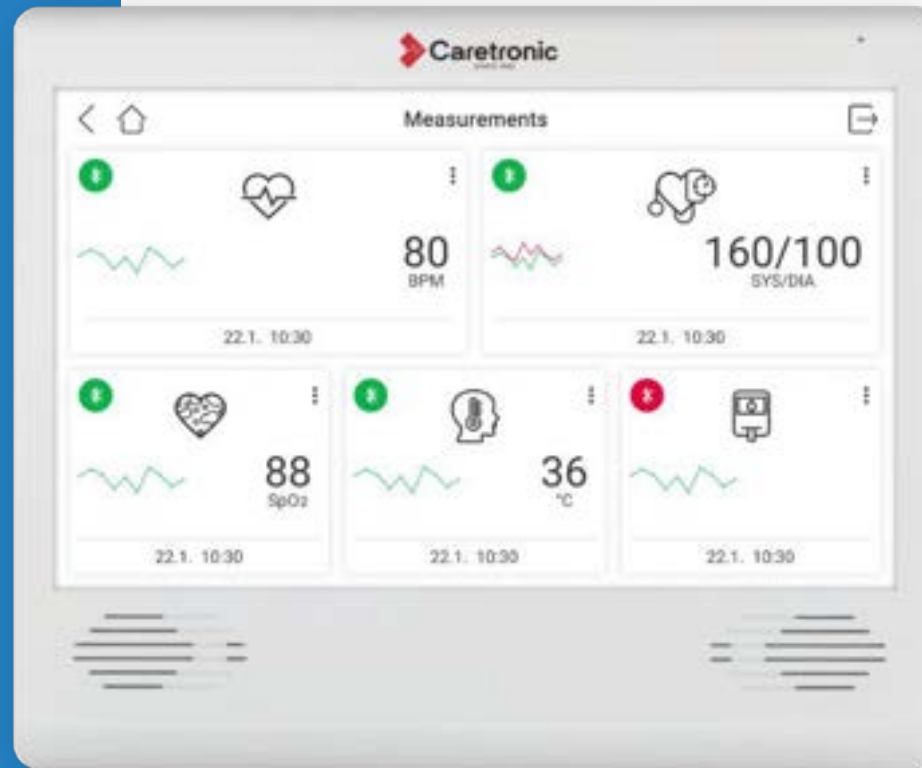 Caretronic
Measurements
80
BPM
22.1. 10:30
160/100
SYS/DIA
22.1. 10:30
88
SpO2
22.1. 10:30
36
°C
22.1. 10:30
22.1. 10:30